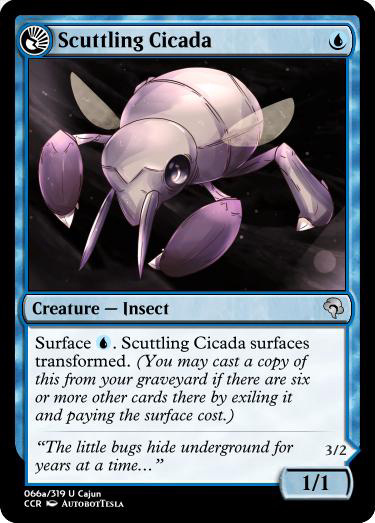 Scuttling Cicada
Creature — Insect
Surface . Scuttling Cicada surfaces
transformed. (You may cast a copy of
this from your graveyard if there are six
or more other cards there by exiling it
and paying the surface cost.)
“The little bugs hide underground for
years at a time…”
3/2
1/1
066a/319 U Cajun
CCR AutobotTesla